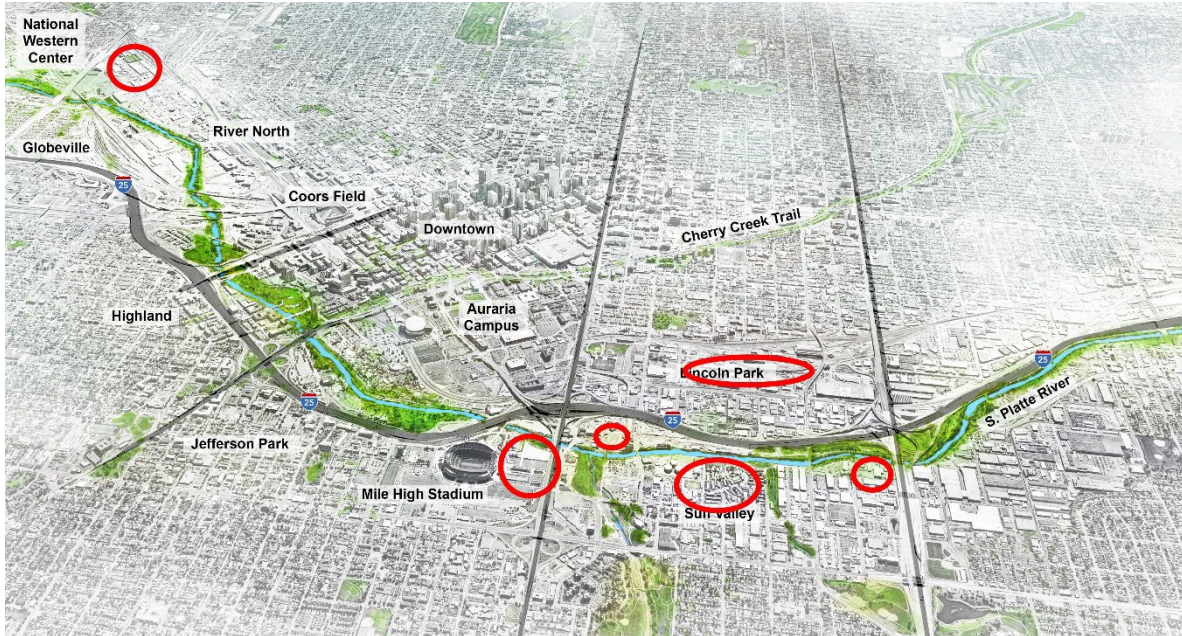 National
Western
Center
River North
Globeville
25
Coors Field
Downtown
Cherry Creek Trail
Highland
Auraria
Campus
Lincoln Park
25
S. Platte River
25
25
Jefferson Park
Mile High Stadium
Sun Valley